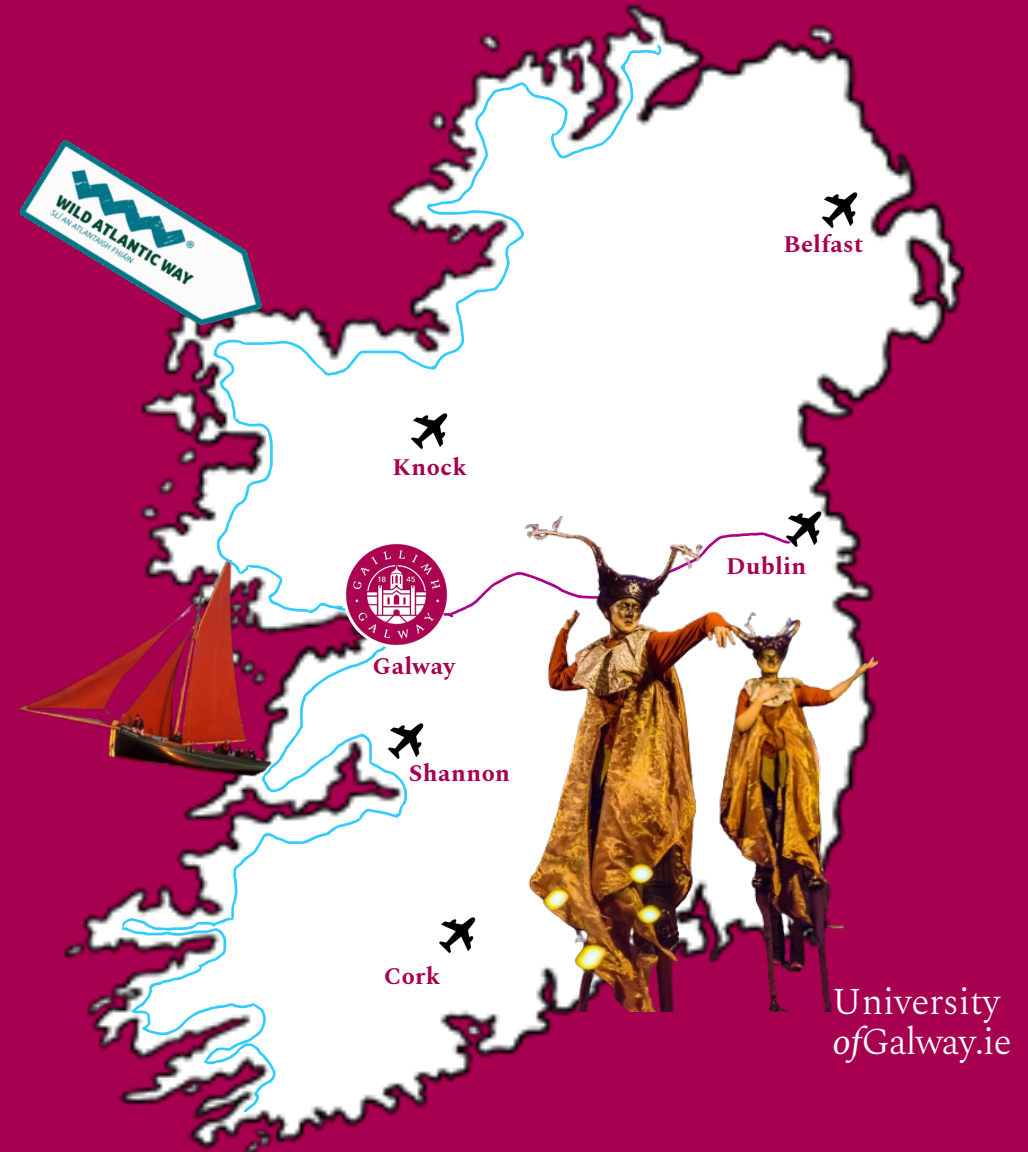 WILD ATLANTIC WAY
®
SLÍ AN ATLANTAIGH FHIÁIN
Belfast
Knock
Dublin
· GAILLIMH ·
18 45
GALWAY
Galway
Shannon
Cork
University
ofGalway.ie